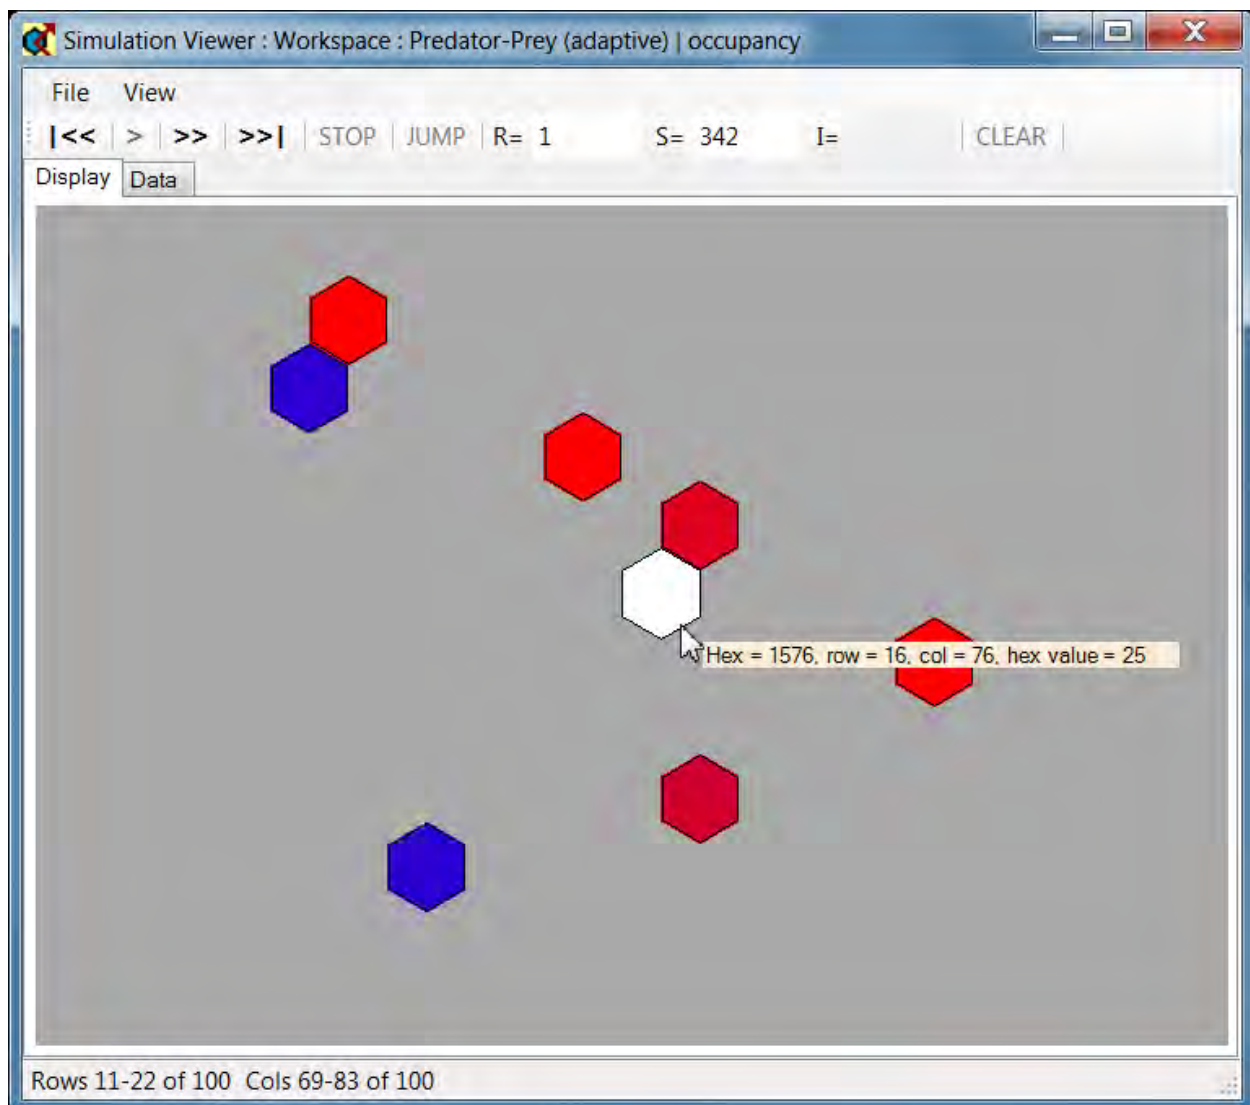 Simulation Viewer : Workspace : Predator-Prey (adaptive) | occupancy
File View
|<< > >> >>| STOP JUMP R= 1 S= 342 I= CLEAR
Display Data
Hex = 1576, row = 16, col = 76, hex value = 25
Rows 11-22 of 100 Cols 69-83 of 100